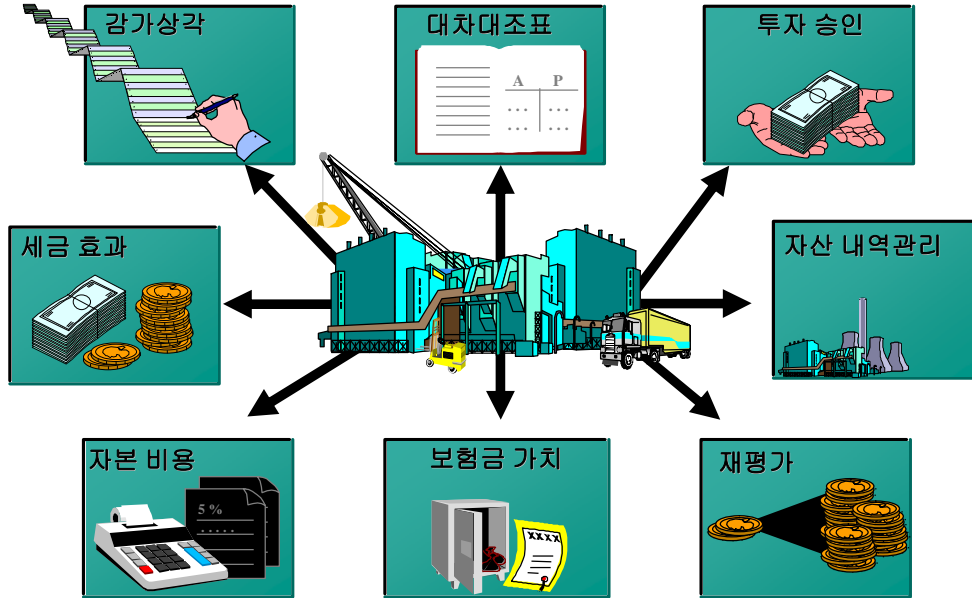 감가상각
대차대조표
A P
... ...
... ...
투자 승인
세금 효과
자산 내역관리
자본 비용
5 %
.....
보험금 가치
XXXX
재평가